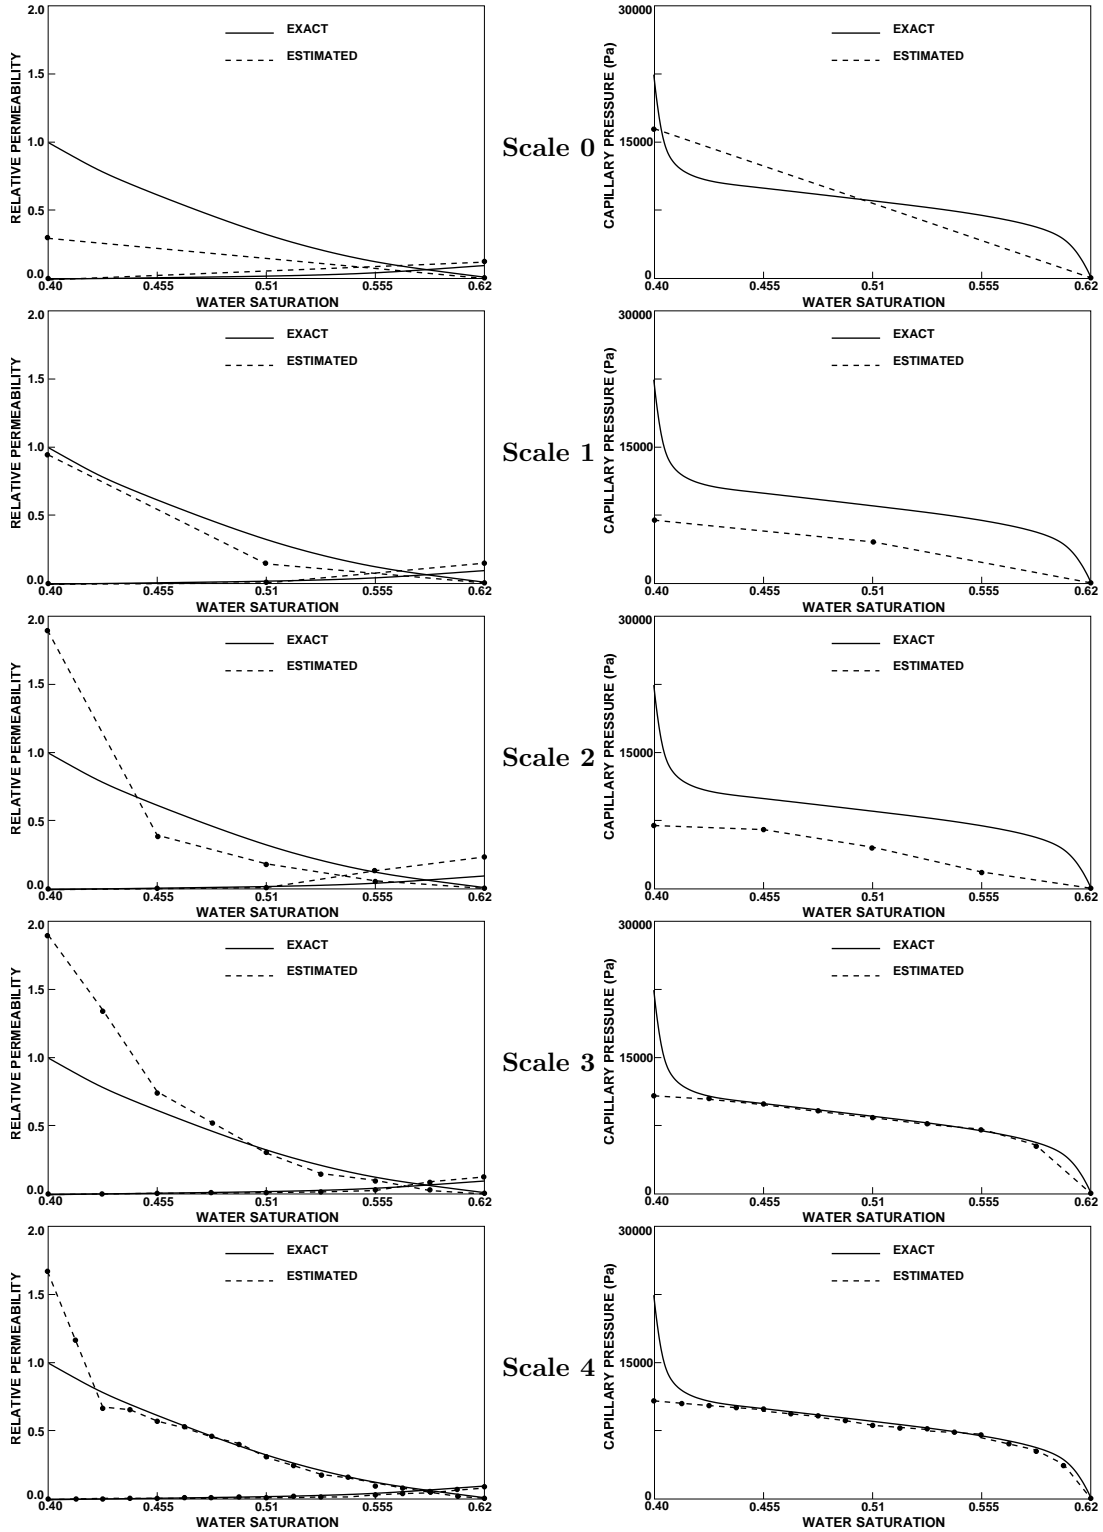 2.0
1.5
1.0
0.5
0.0
RELATIVE PERMEABILITY
EXACT
ESTIMATED
0.40
0.455
0.51
0.555
0.62
WATER SATURATION
Scale 0
30000
15000
0
CAPILLARY PRESSURE (Pa)
EXACT
ESTIMATED
0.40
0.455
0.51
0.555
0.62
WATER SATURATION
2.0
1.5
1.0
0.5
0.0
RELATIVE PERMEABILITY
EXACT
ESTIMATED
0.40
0.455
0.51
0.555
0.62
WATER SATURATION
Scale 1
30000
15000
0
CAPILLARY PRESSURE (Pa)
EXACT
ESTIMATED
0.40
0.455
0.51
0.555
0.62
WATER SATURATION
2.0
1.5
1.0
0.5
0.0
RELATIVE PERMEABILITY
EXACT
ESTIMATED
0.40
0.455
0.51
0.555
0.62
WATER SATURATION
Scale 2
30000
15000
0
CAPILLARY PRESSURE (Pa)
EXACT
ESTIMATED
0.40
0.455
0.51
0.555
0.62
WATER SATURATION
2.0
1.5
1.0
0.5
0.0
RELATIVE PERMEABILITY
EXACT
ESTIMATED
0.40
0.455
0.51
0.555
0.62
WATER SATURATION
Scale 3
30000
15000
0
CAPILLARY PRESSURE (Pa)
EXACT
ESTIMATED
0.40
0.455
0.51
0.555
0.62
WATER SATURATION
2.0
1.5
1.0
0.5
0.0
RELATIVE PERMEABILITY
EXACT
ESTIMATED
0.40
0.455
0.51
0.555
0.62
WATER SATURATION
Scale 4
30000
15000
0
CAPILLARY PRESSURE (Pa)
EXACT
ESTIMATED
0.40
0.455
0.51
0.555
0.62
WATER SATURATION